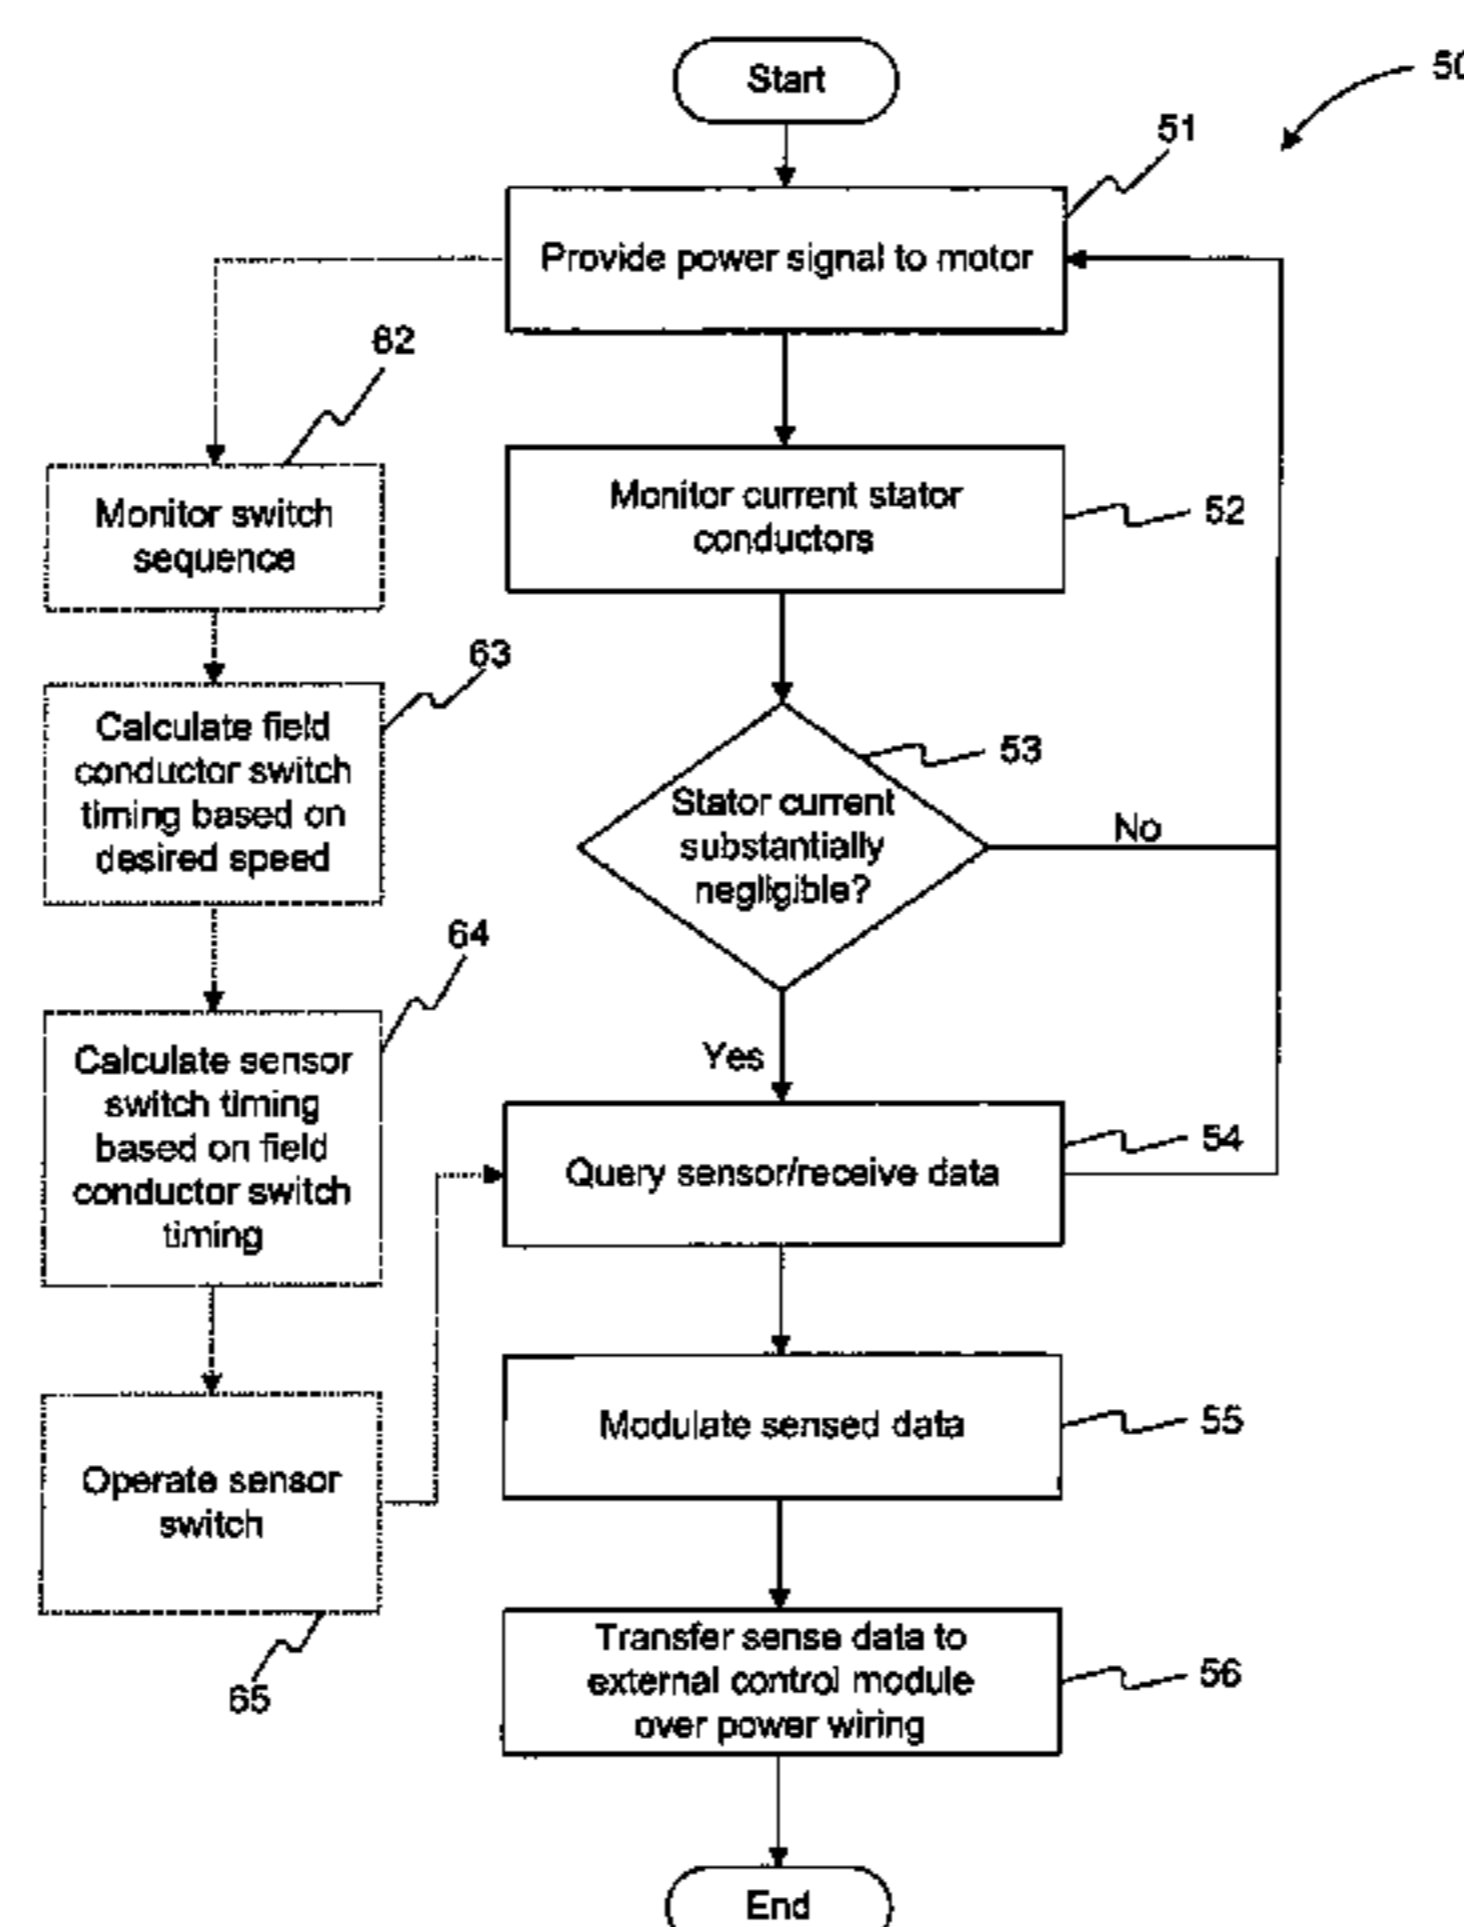 Start
50
51
Provide power signal to motor
62
Monitor current stator
conductors
52
Monitor switch
sequence
63
53
Calculate field
conductor switch
timing based on
desired speed
Stator current
substantially
negligible?
No
64
Yes
Calculate sensor
switch timing
based on field
conductor switch
timing
Query sensor/receive data
54
Modulate sensed data
55
Operate sensor
switch
65
Transfer sense data to
external control module
over power wiring
56
End